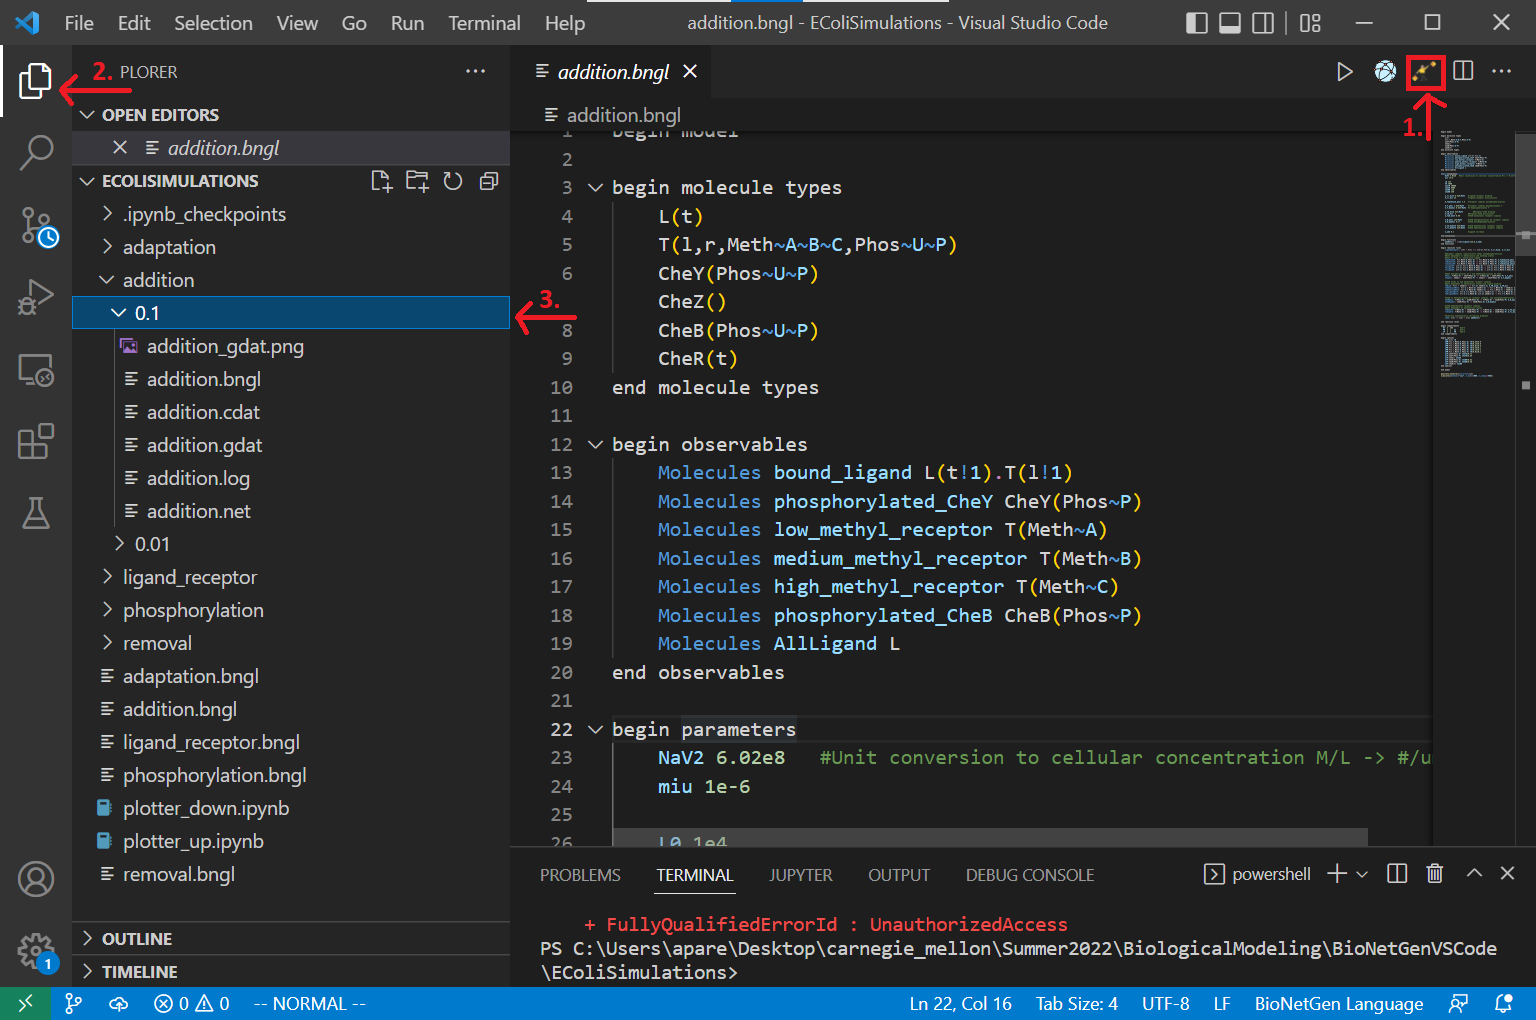 File Edit Selection View Go Run Terminal Help addition.bngl - EColiSimulations - Visual Studio Code
2. PLORER
addition.bngl
1.
OPEN EDITORS
addition.bngl
addition.bngl
ECOLISIMULATIONS
.ipynb_checkpoints
adaptation
addition
0.1
3.
addition_gdat.png
addition.bngl
addition.cdat
addition.gdat
addition.log
addition.net
0.01
ligand_receptor
phosphorylation
removal
adaptation.bngl
addition.bngl
ligand_receptor.bngl
phosphorylation.bngl
plotter_down.ipynb
plotter_up.ipynb
removal.bngl
OUTLINE
TIMELINE
1
1 begin model
2
3 begin molecule types
4 L(t)
5 T(l,r,Meth~A~B~C,Phos~U~P)
6 CheY(Phos~U~P)
CheZ()
8 CheB(Phos~U~P)
9 CheR(t)
10 end molecule types
11
12 begin observables
13 Molecules bound_ligand L(t!1).T(l!1)
14 Molecules phosphorylated_CheY CheY(Phos~P)
15 Molecules low_methyl_receptor T(Meth~A)
16 Molecules medium_methyl_receptor T(Meth~B)
17 Molecules high_methyl_receptor T(Meth~C)
18 Molecules phosphorylated_CheB CheB(Phos~P)
19 Molecules AllLigand L
20 end observables
21
22 begin parameters
23 NaV2 6.02e8 #Unit conversion to cellular concentration M/L -> #/u
24 miu 1e-6
25
26 L0 1e4
PROBLEMS TERMINAL JUPYTER OUTPUT DEBUG CONSOLE powershell
+ FullyQualifiedErrorId : UnauthorizedAccess
PS C:\Users\apare\Desktop\carnegie_mellon\Summer2022\BiologicalModeling\BioNetGenVSCode
\EColiSimulations>
0 0 -- NORMAL -- Ln 22, Col 16 Tab Size: 4 UTF-8 LF BioNetGen Language